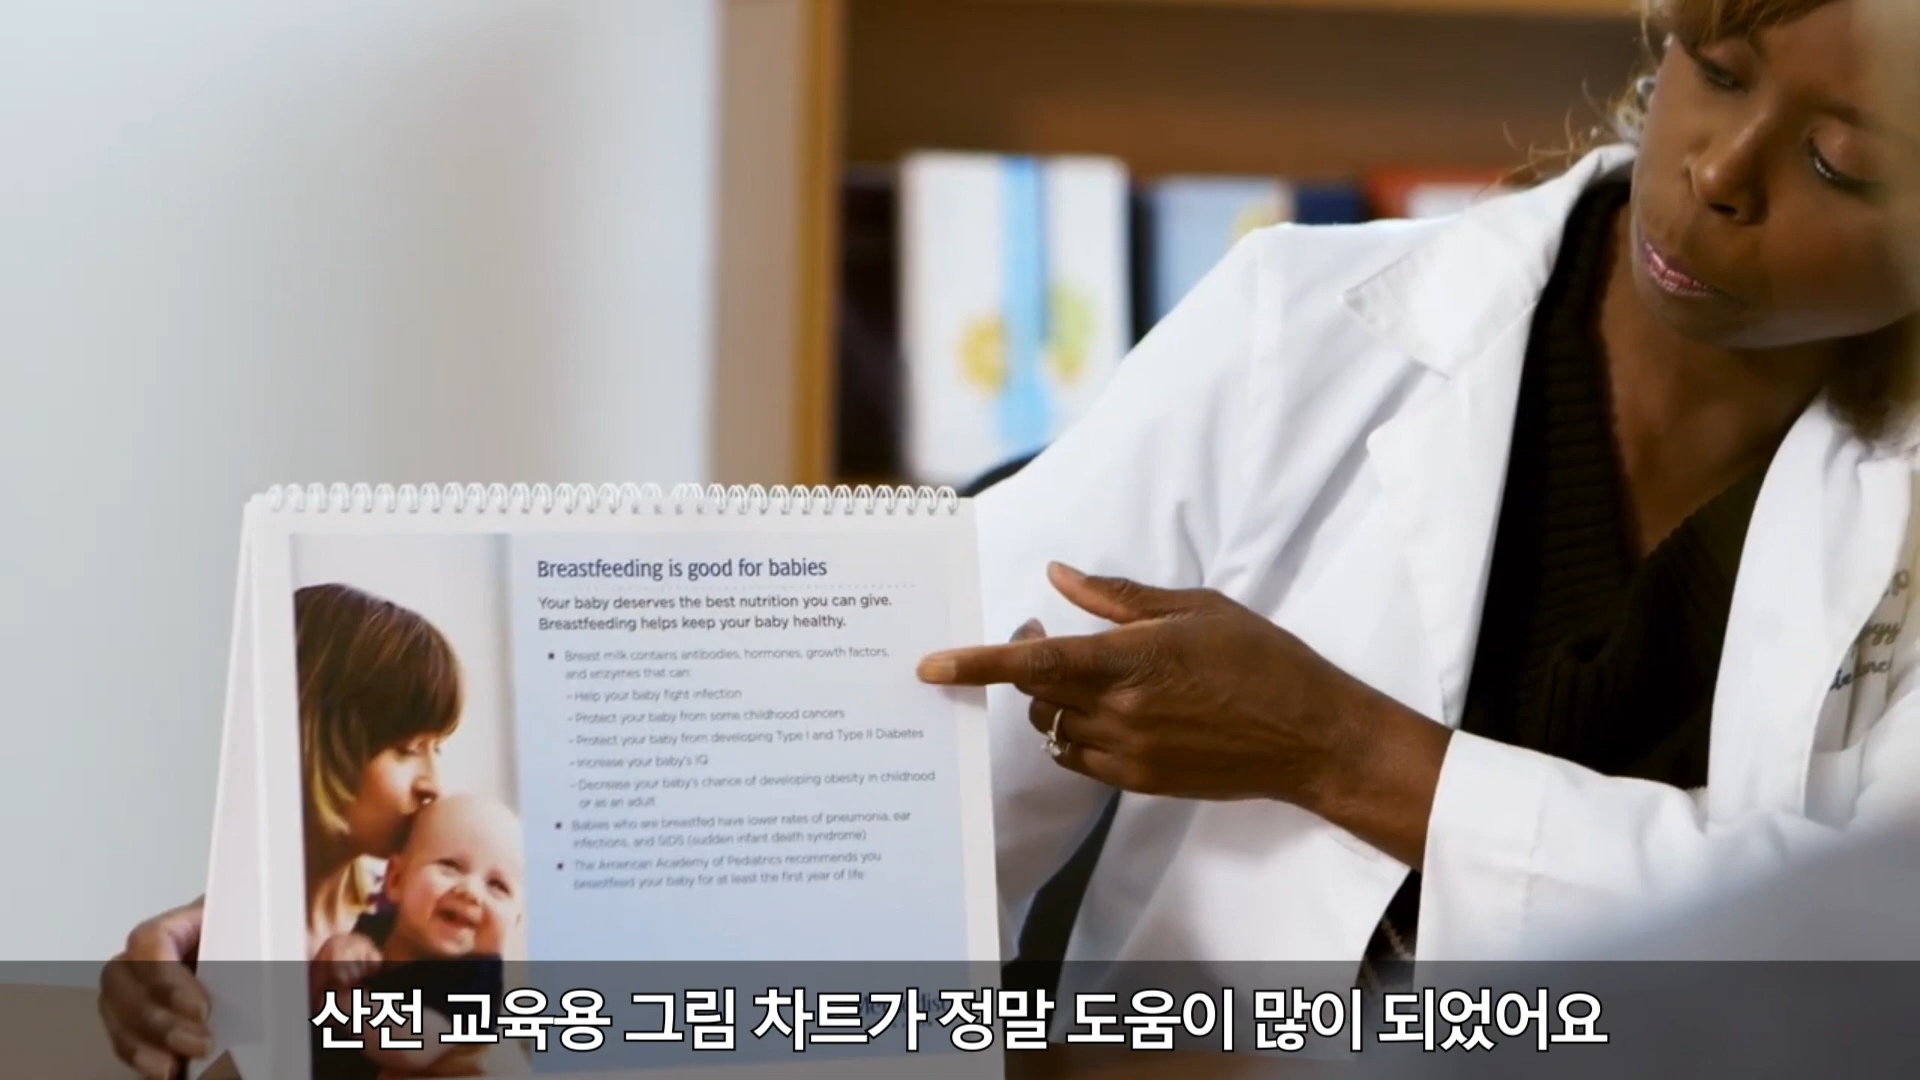 Breastfeeding is good for babies
Your baby deserves the best nutrition you can give.
Breastfeeding helps keep your baby healthy.
▪ Breast milk contains antibodies, hormones, growth factors,
and enzymes that can:
- Help your baby fight infection
- Protect your baby from some childhood cancers
- Protect your baby from developing Type I and Type II Diabetes
- Increase your baby's IQ
- Decrease your baby's chance of developing obesity in childhood
or as an adult
▪ Babies who are breastfed have lower rates of pneumonia, ear
infections, and SIDS (sudden infant death syndrome)
▪ The American Academy of Pediatrics recommends you
breastfeed your baby for at least the first year of life
산전 교육용 그림 차트가 정말 도움이 많이 되었어요